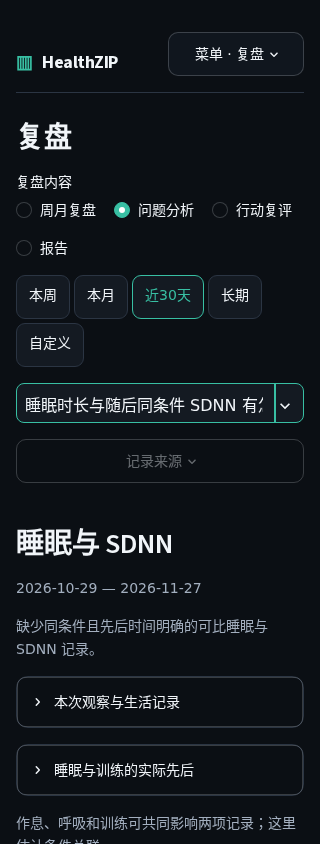 HealthZIP
菜单 · 复盘
复盘
复盘内容
周月复盘
问题分析
行动复评
报告
本周
本月
近30天
长期
自定义
睡眠时长与随后同条件 SDNN 有
记录来源
睡眠与 SDNN
2026-10-29 — 2026-11-27
缺少同条件且先后时间明确的可比睡眠与
SDNN 记录。
本次观察与生活记录
睡眠与训练的实际先后
作息、呼吸和训练可共同影响两项记录；这里